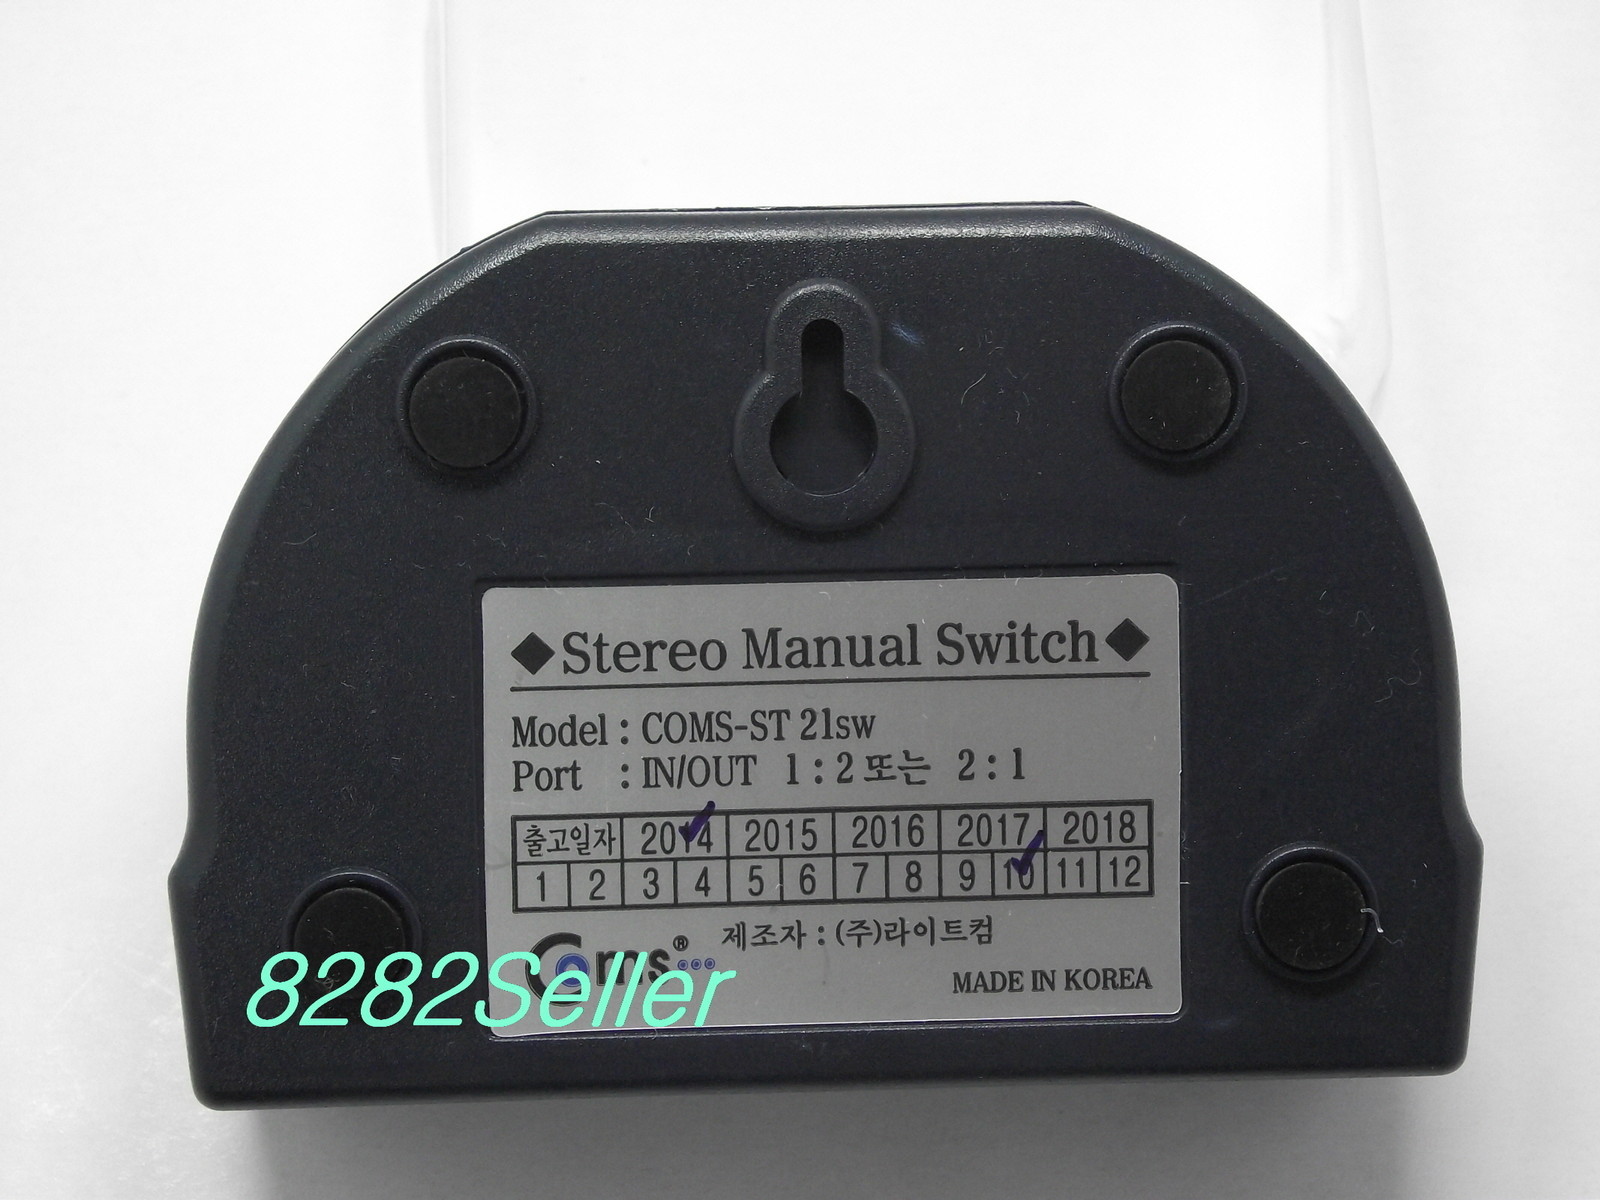 ◆Stereo Manual Switch◆
Model : COMS-ST 21sw
Port : IN/OUT 1 : 2 또는 2 : 1
출고일자 2014 2015 2016 2017 2018
1 2 3 4 5 6 7 8 9 10 11 12
Coms® 제조자 : (주)라이트컴
MADE IN KOREA
8282Seller